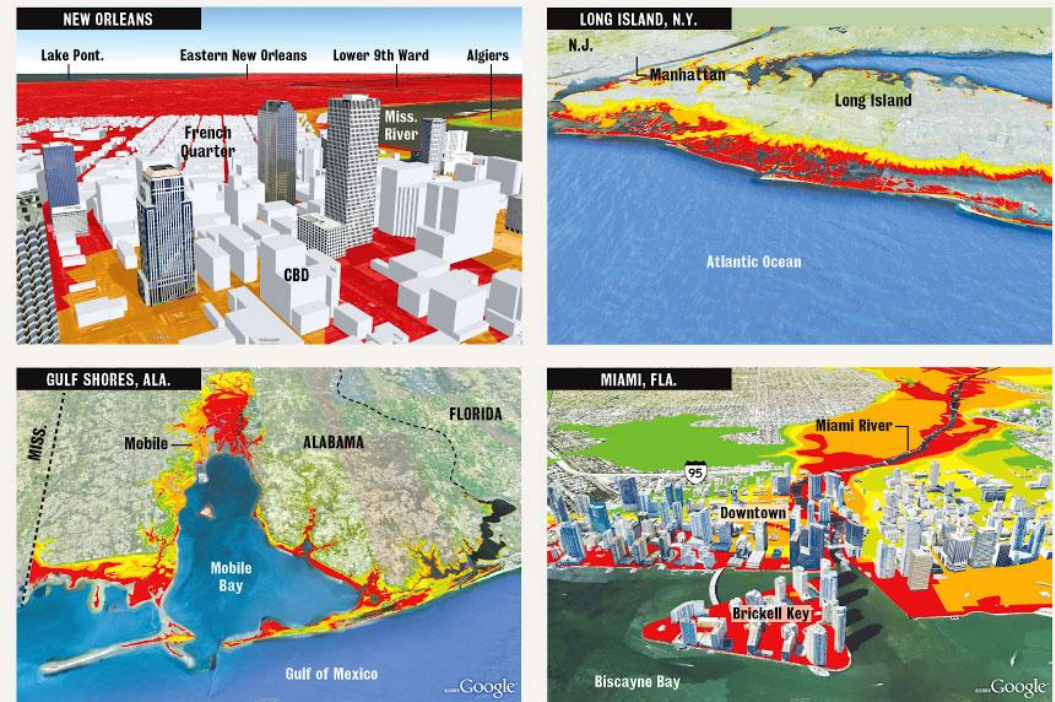 NEW ORLEANS
Lake Pont.
Eastern New Orleans
Lower 9th Ward
Algiers
French
Quarter
Miss.
River
CBD
LONG ISLAND, N.Y.
N.J.
Manhattan
Long Island
Atlantic Ocean
GULF SHORES, ALA.
MISS.
Mobile
ALABAMA
FLORIDA
Mobile
Bay
Gulf of Mexico
Google
MIAMI, FLA.
Miami River
95
Downtown
Brickell Key
Biscayne Bay
Google